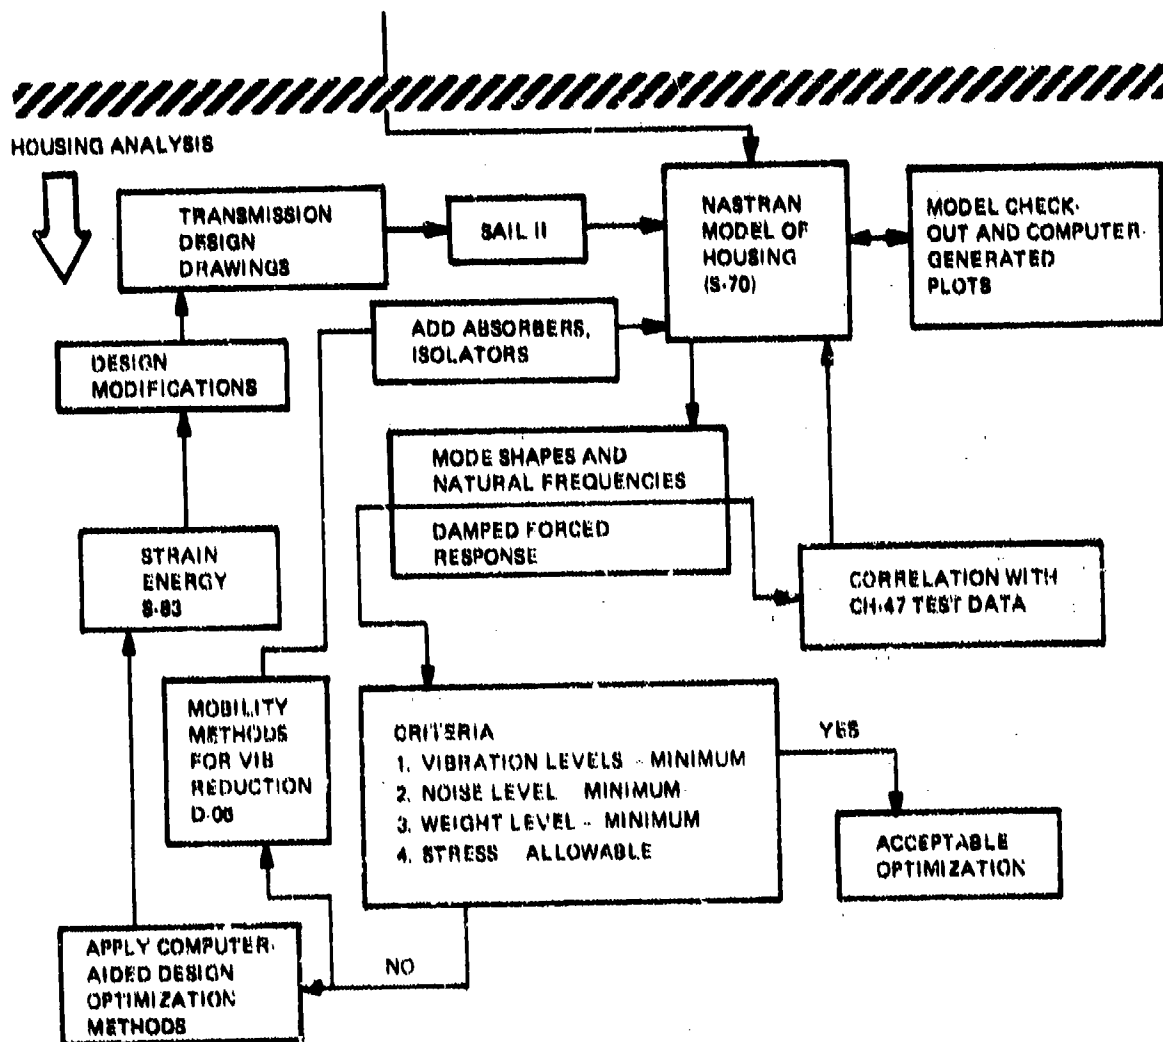 HOUSING ANALYSIS
TRANSMISSION
DESIGN
DRAWINGS
SAIL II
NASTRAN
MODEL OF
HOUSING
(S-70)
MODEL CHECK-
OUT AND COMPUTER-
GENERATED
PLOTS
ADD ABSORBERS,
ISOLATORS
DESIGN
MODIFICATIONS
MODE SHAPES AND
NATURAL FREQUENCIES
DAMPED FORCED
RESPONSE
STRAIN
ENERGY
S-83
CORRELATION WITH
CH-47 TEST DATA
MOBILITY
METHODS
FOR VIB
REDUCTION
D-06
CRITERIA
1. VIBRATION LEVELS - MINIMUM
2. NOISE LEVEL MINIMUM
3. WEIGHT LEVEL - MINIMUM
4. STRESS ALLOWABLE
YES
ACCEPTABLE
OPTIMIZATION
NO
APPLY COMPUTER-
AIDED DESIGN
OPTIMIZATION
METHODS